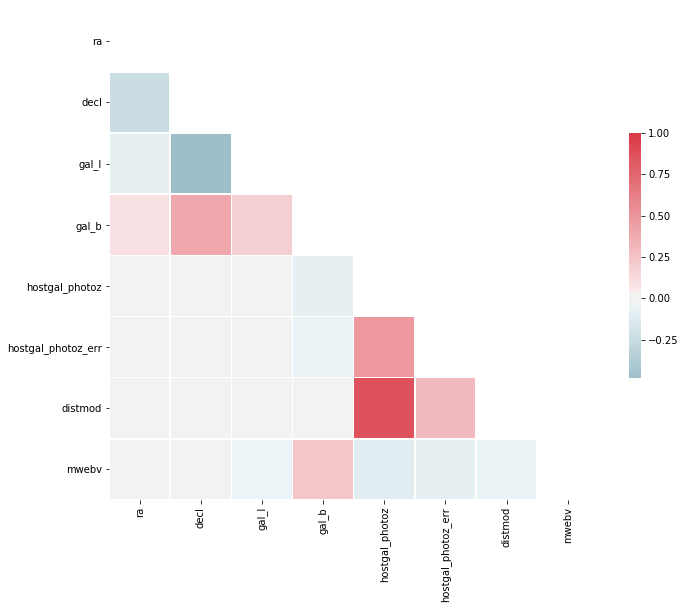 ra
decl
gal_l
gal_b
hostgal_photoz
hostgal_photoz_err
distmod
mwebv
ra
decl
gal_l
gal_b
hostgal_photoz
hostgal_photoz_err
distmod
mwebv
1.00
0.75
0.50
0.25
0.00
−0.25